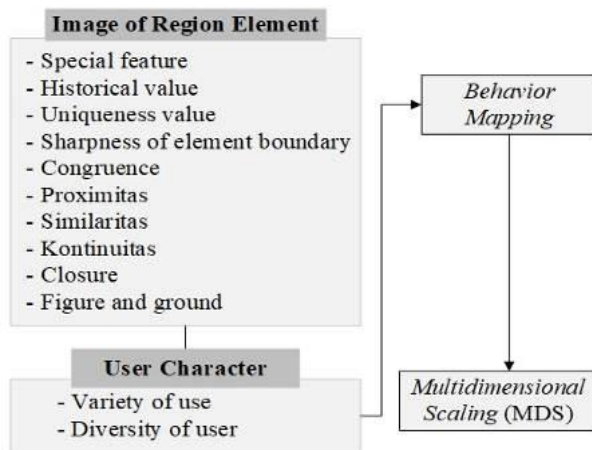 Image of Region Element
- Special feature
- Historical value
- Uniqueness value
- Sharpness of element boundary
- Congruence
- Proximitas
- Similaritas
- Kontinuitas
- Closure
- Figure and ground
User Character
- Variety of use
- Diversity of user
Behavior
Mapping
Multidimensional
Scaling (MDS)